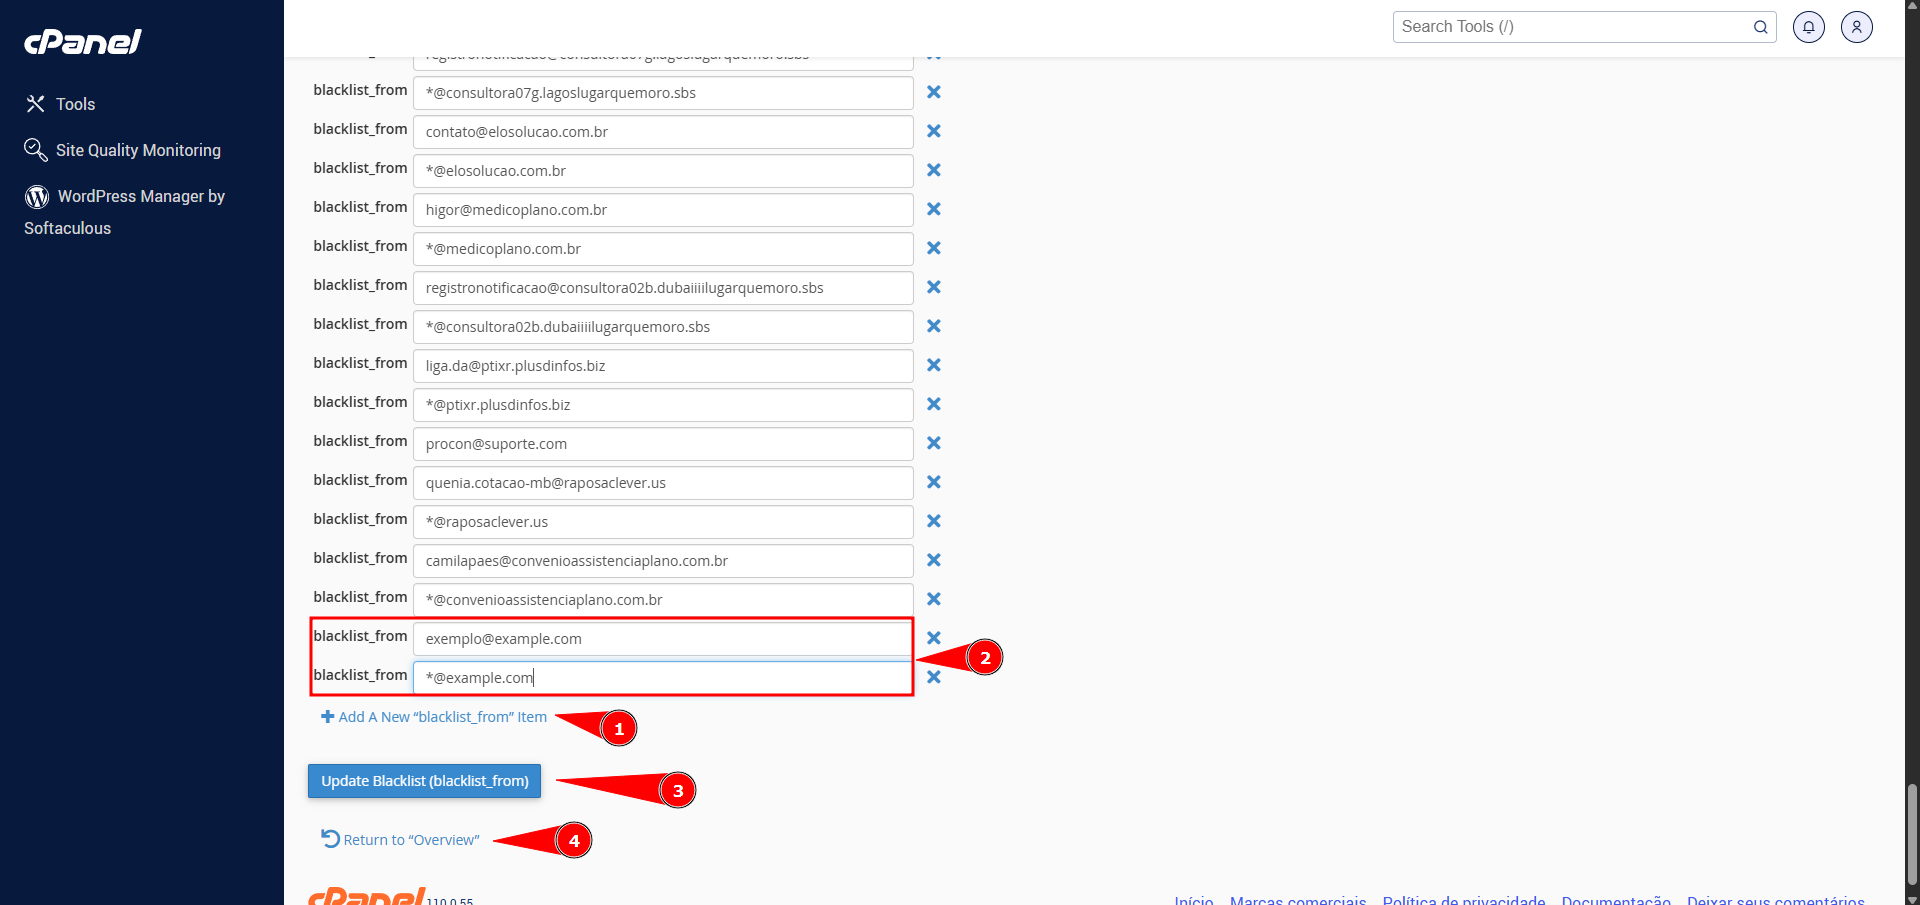 cPanel
Search Tools (/)
Tools
Site Quality Monitoring
WordPress Manager by
Softaculous
registronotificacao@consultora07g.lagoslugarquemoro.sbs
blacklist_from *@consultora07g.lagoslugarquemoro.sbs
blacklist_from contato@elosolucao.com.br
blacklist_from *@elosolucao.com.br
blacklist_from higor@medicoplano.com.br
blacklist_from *@medicoplano.com.br
blacklist_from registronotificacao@consultora02b.dubaiiiilugarquemoro.sbs
blacklist_from *@consultora02b.dubaiiiilugarquemoro.sbs
blacklist_from liga.da@ptixr.plusdinfos.biz
blacklist_from *@ptixr.plusdinfos.biz
blacklist_from procon@suporte.com
blacklist_from quenia.cotacao-mb@raposaclever.us
blacklist_from *@raposaclever.us
blacklist_from camilapaes@convenioassistenciaplano.com.br
blacklist_from *@convenioassistenciaplano.com.br
blacklist_from exemplo@example.com
blacklist_from *@example.com
2
Add A New “blacklist_from” Item
1
Update Blacklist (blacklist_from)
3
Return to “Overview”
4
cPanel 110.0.55
Início Marcas comerciais Política de privacidade Documentação Deixar seus comentários